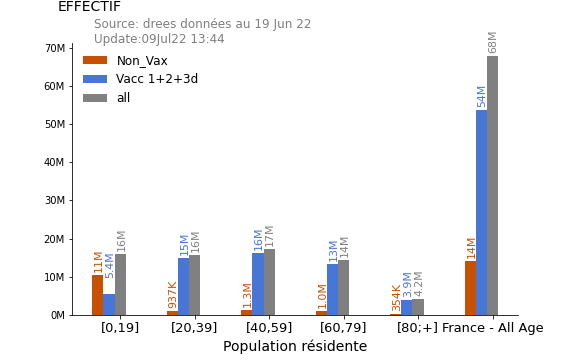 EFFECTIF
Source: drees données au 19 Jun 22
Update:09Jul22 13:44
70M
60M
50M
40M
30M
20M
10M
0M
Non_Vax
Vacc 1+2+3d
all
11M
5.4M
16M
937K
15M
16M
1.3M
16M
17M
1.0M
13M
14M
354K
3.9M
4.2M
14M
54M
68M
[0,19]
[20,39]
[40,59]
[60,79]
[80;+]
France - All Age
Population résidente